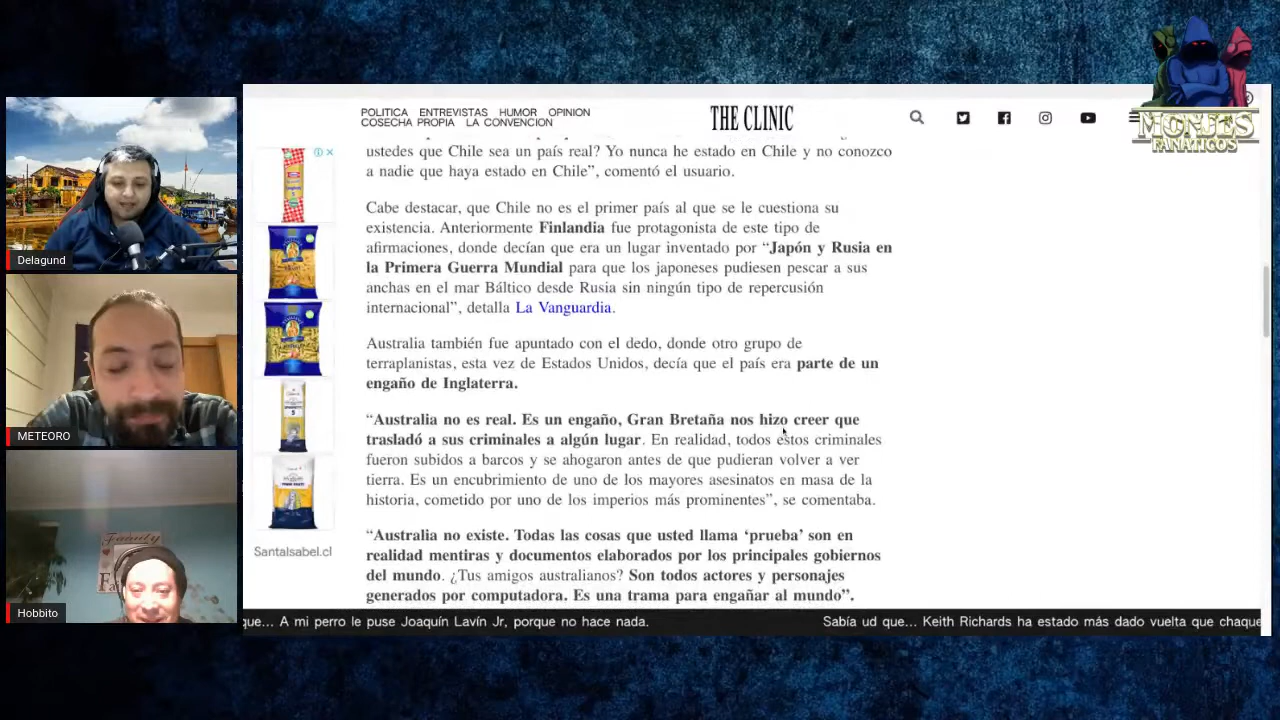 MONJES
FANÁTICOS
POLITICA ENTREVISTAS HUMOR OPINION
COSECHA PROPIA LA CONVENCION
THE CLINIC
ustedes que Chile sea un país real? Yo nunca he estado en Chile y no conozco
a nadie que haya estado en Chile”, comentó el usuario.
Cabe destacar, que Chile no es el primer país al que se le cuestiona su
existencia. Anteriormente Finlandia fue protagonista de este tipo de
afirmaciones, donde decían que era un lugar inventado por “Japón y Rusia en
la Primera Guerra Mundial para que los japoneses pudiesen pescar a sus
anchas en el mar Báltico desde Rusia sin ningún tipo de repercusión
internacional”, detalla La Vanguardia.
Australia también fue apuntado con el dedo, donde otro grupo de
terraplanistas, esta vez de Estados Unidos, decía que el país era parte de un
engaño de Inglaterra.
“Australia no es real. Es un engaño, Gran Bretaña nos hizo creer que
trasladó a sus criminales a algún lugar. En realidad, todos estos criminales
fueron subidos a barcos y se ahogaron antes de que pudieran volver a ver
tierra. Es un encubrimiento de uno de los mayores asesinatos en masa de la
historia, cometido por uno de los imperios más prominentes”, se comentaba.
“Australia no existe. Todas las cosas que usted llama ‘prueba’ son en
realidad mentiras y documentos elaborados por los principales gobiernos
del mundo. ¿Tus amigos australianos? Son todos actores y personajes
generados por computadora. Es una trama para engañar al mundo”.
SantaIsabel.cl
que... A mi perro le puse Joaquín Lavín Jr, porque no hace nada. Sabía ud que... Keith Richards ha estado más dado vuelta que chaque
Delagund
METEORO
Hobbito
Family